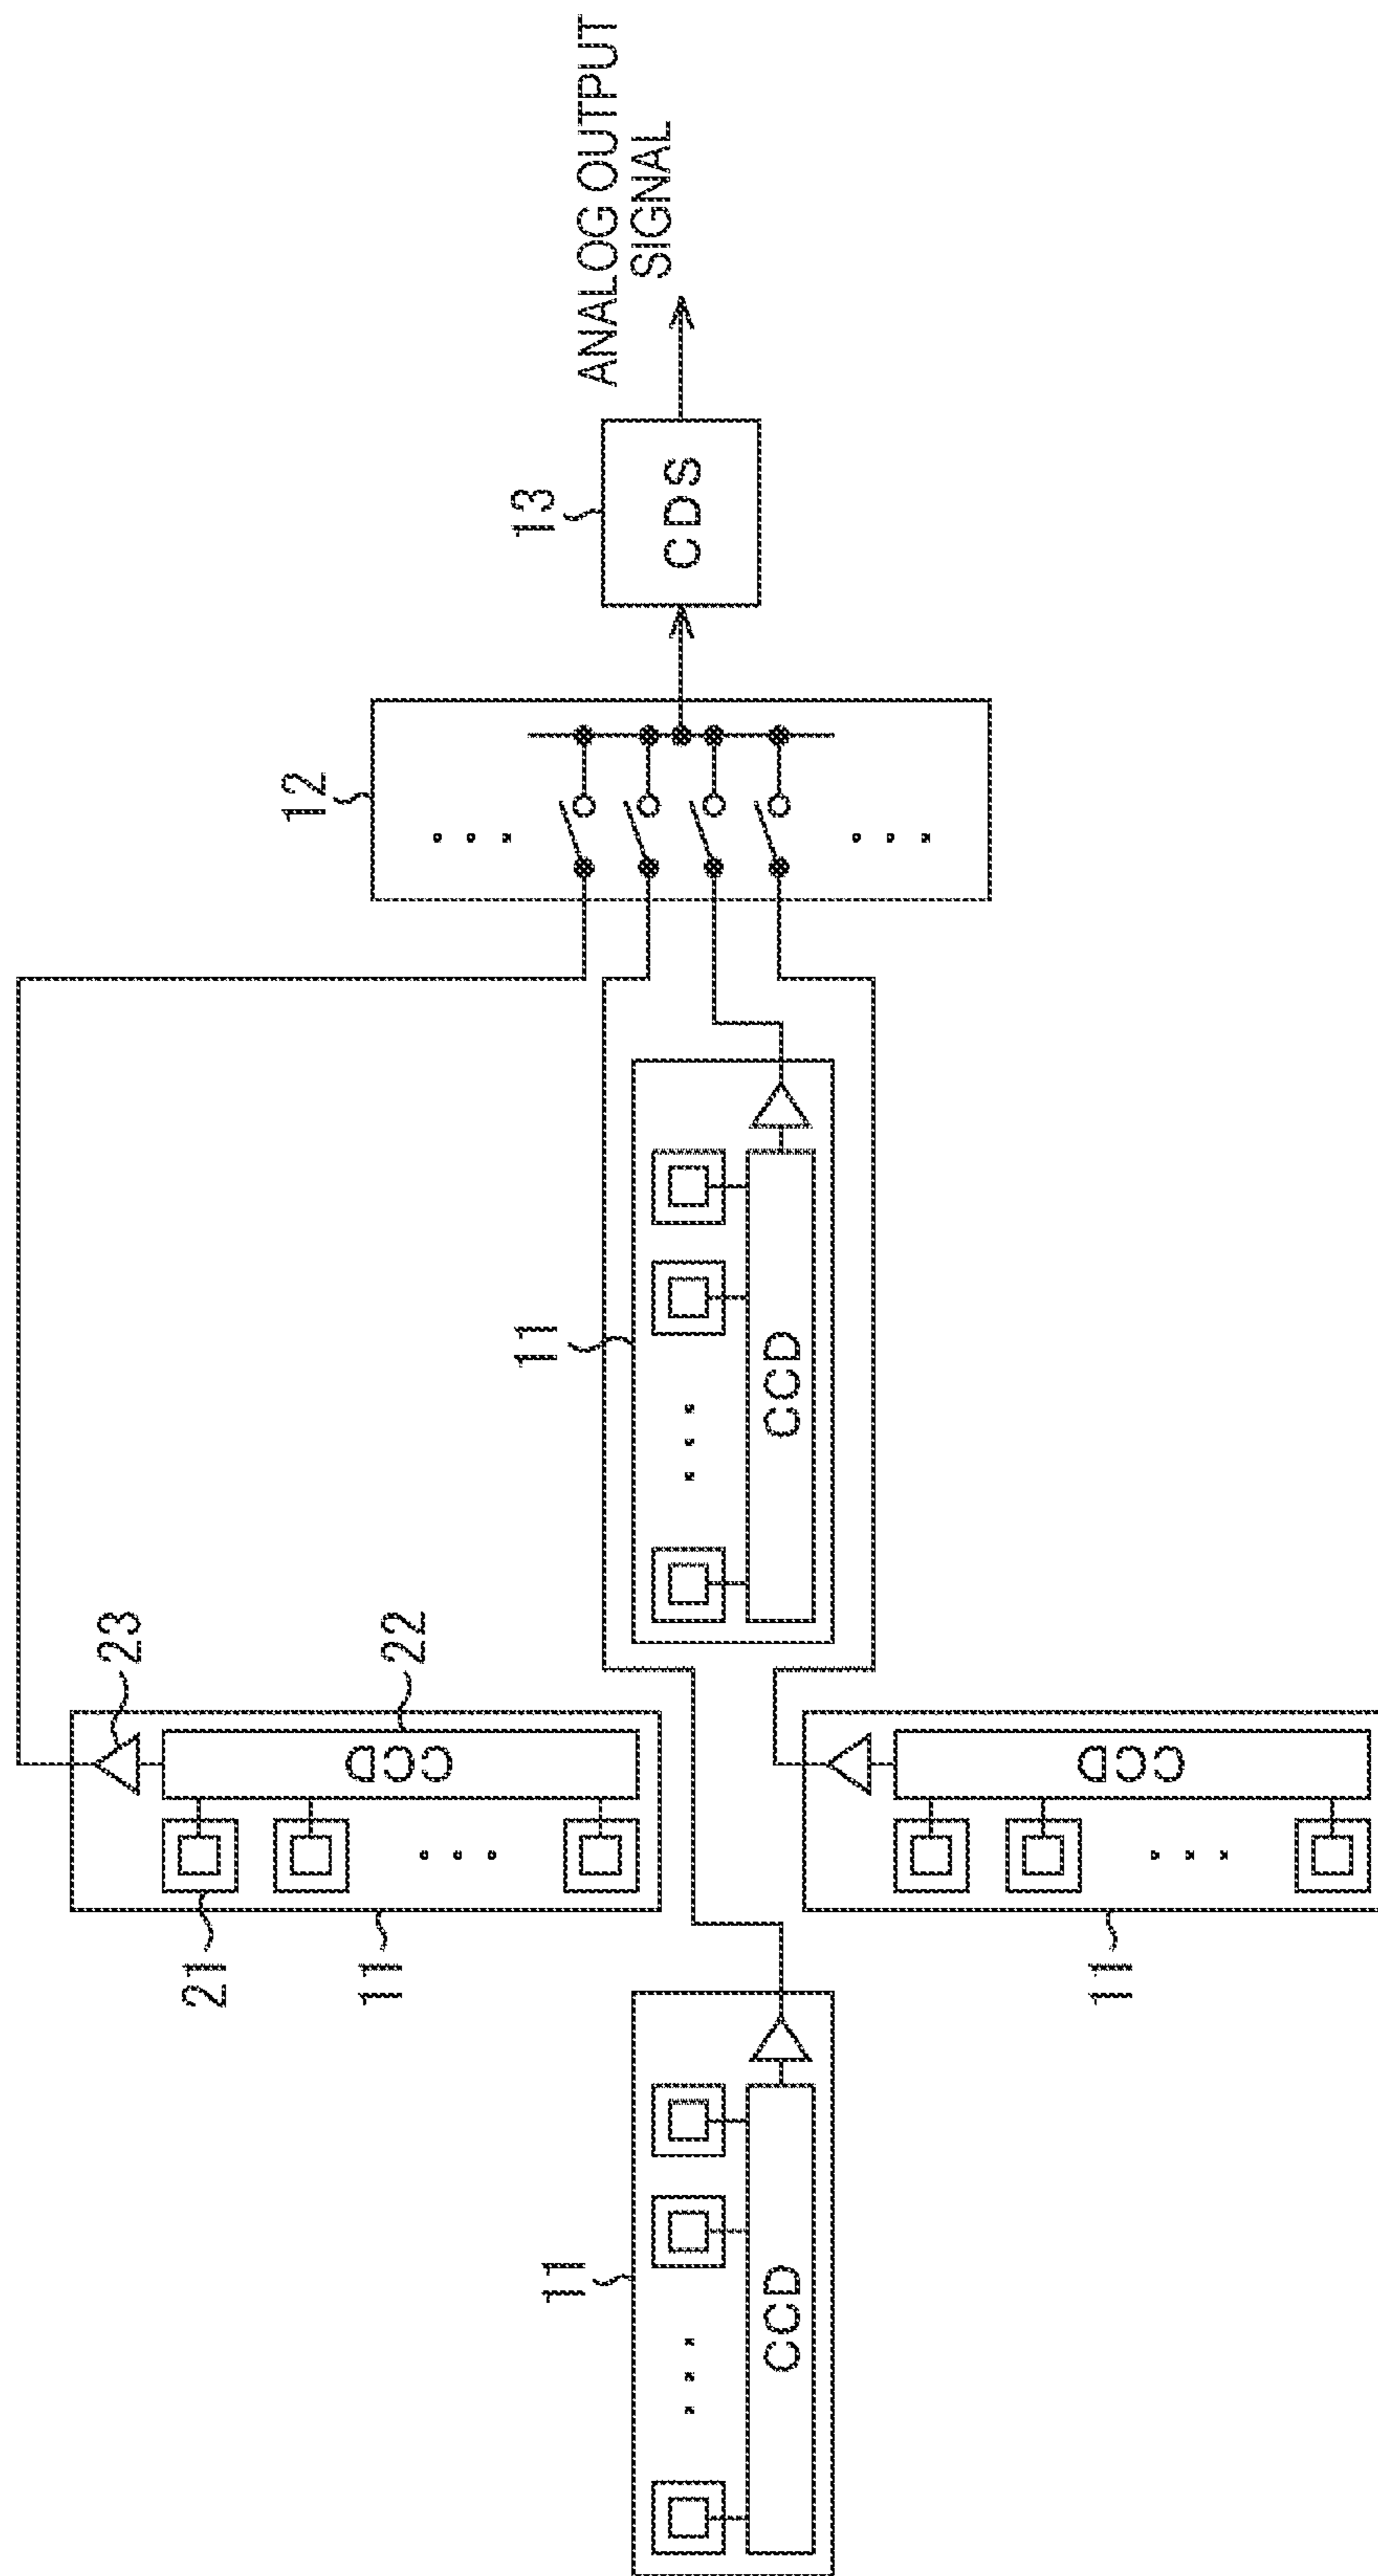 ANALOG OUTPUT
SIGNAL
13
CDS
12
11
CCD
23
22
CCD
21
11
CCD
11
11
CCD